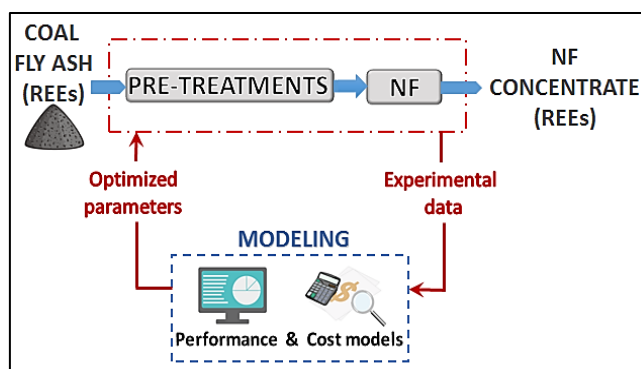 COAL
FLY ASH
(REEs)
PRE-TREATMENTS
NF
NF
CONCENTRATE
(REEs)
Optimized
parameters
Experimental
data
MODELING
$
Performance & Cost models